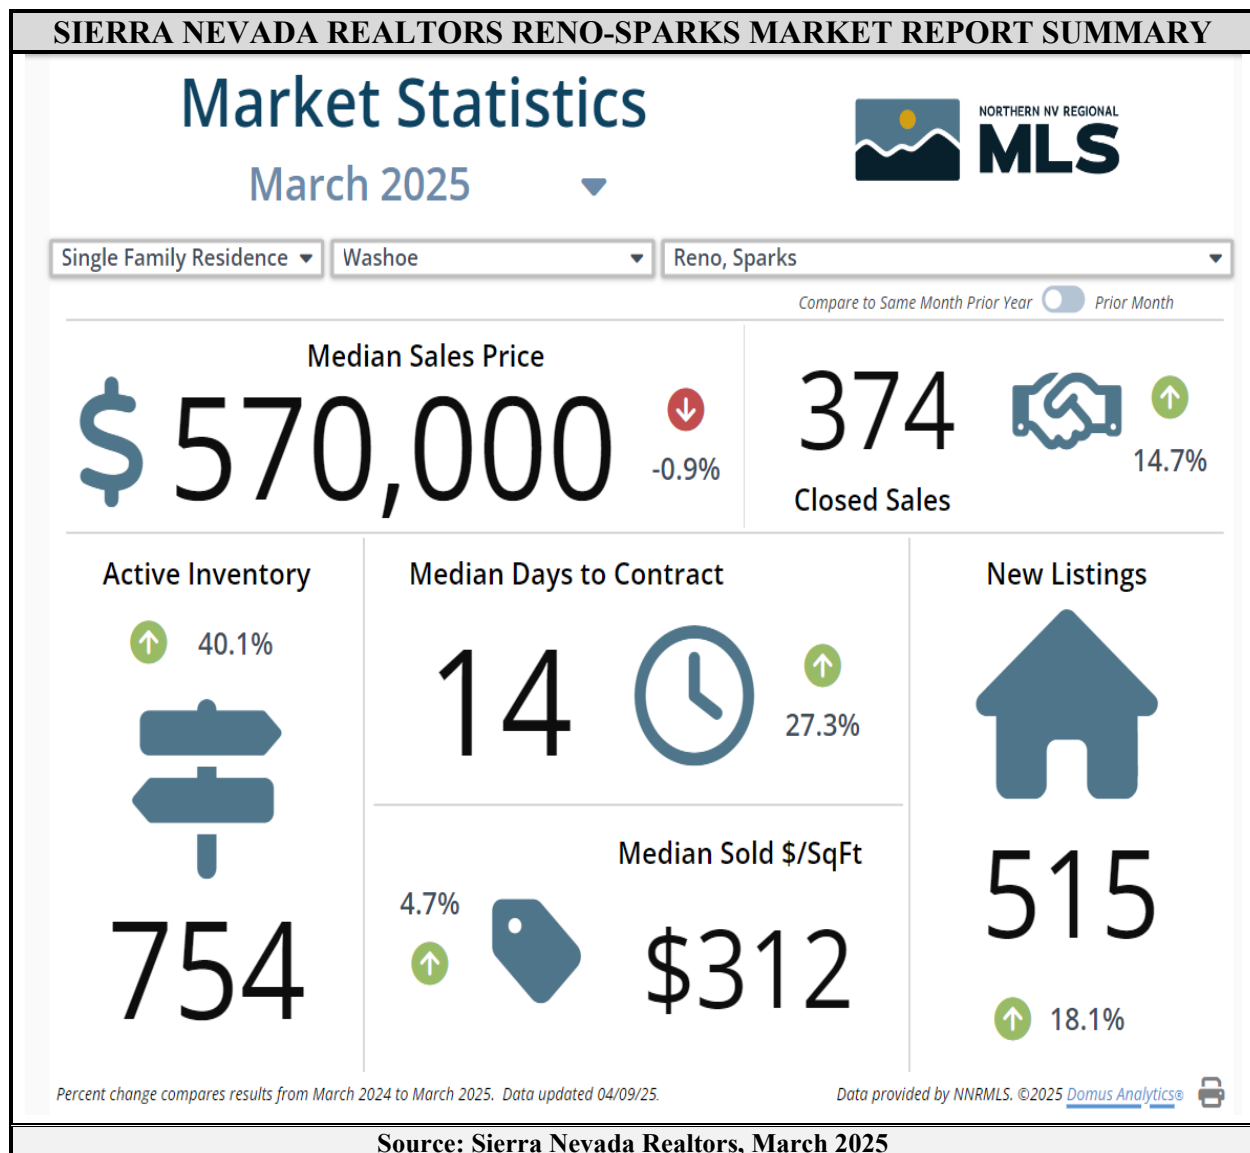 SIERRA NEVADA REALTORS RENO-SPARKS MARKET REPORT SUMMARY
Market Statistics
March 2025
NORTHERN NV REGIONAL
MLS
Single Family Residence
Washoe
Reno, Sparks
Compare to Same Month Prior Year
Prior Month
Median Sales Price
$570,000
-0.9%
374
14.7%
Closed Sales
Active Inventory
40.1%
754
Median Days to Contract
14
27.3%
Median Sold $/SqFt
4.7%
$312
New Listings
515
18.1%
Percent change compares results from March 2024 to March 2025. Data updated 04/09/25.
Data provided by NNRMLS. ©2025 Domus Analytics®
Source: Sierra Nevada Realtors, March 2025